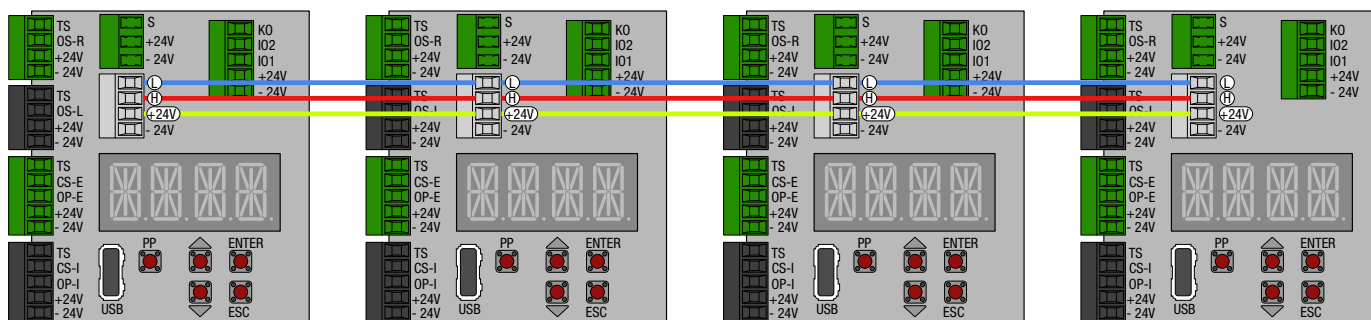 TS
OS-R
+24V
- 24V
S
+24V
- 24V
KO
IO2
IO1
+24V
- 24V
L
H
+24V
- 24V
TS
OS-L
+24V
- 24V
TS
CS-E
OP-E
+24V
- 24V
TS
CS-I
OP-I
+24V
- 24V
PP
ENTER
USB
ESC
TS
OS-R
+24V
- 24V
S
+24V
- 24V
KO
IO2
IO1
+24V
- 24V
L
H
+24V
- 24V
TS
OS-L
+24V
- 24V
TS
CS-E
OP-E
+24V
- 24V
TS
CS-I
OP-I
+24V
- 24V
PP
ENTER
USB
ESC
TS
OS-R
+24V
- 24V
S
+24V
- 24V
KO
IO2
IO1
+24V
- 24V
L
H
+24V
- 24V
TS
OS-L
+24V
- 24V
TS
CS-E
OP-E
+24V
- 24V
TS
CS-I
OP-I
+24V
- 24V
PP
ENTER
USB
ESC
TS
OS-R
+24V
- 24V
S
+24V
- 24V
KO
IO2
IO1
+24V
- 24V
L
H
+24V
- 24V
TS
OS-L
+24V
- 24V
TS
CS-E
OP-E
+24V
- 24V
TS
CS-I
OP-I
+24V
- 24V
PP
ENTER
USB
ESC